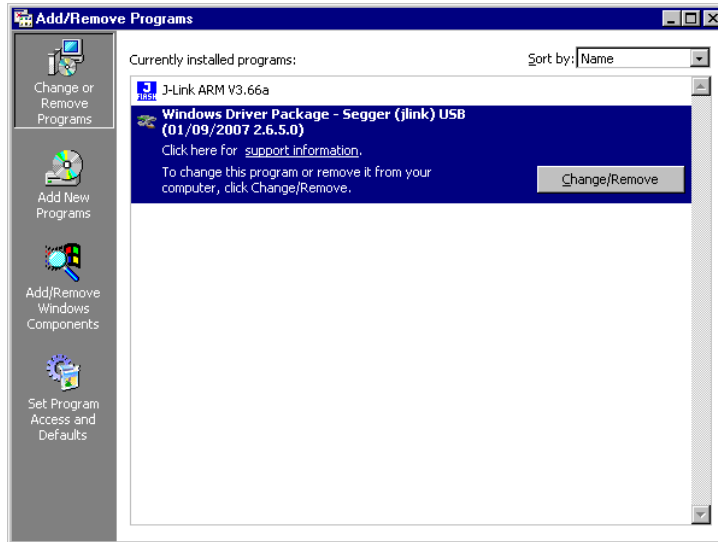 Add/Remove Programs
Change or
Remove
Programs
Add New
Programs
Add/Remove
Windows
Components
Set Program
Access and
Defaults
Currently installed programs:
Sort by: Name
J FLASH J-Link ARM V3.66a
Windows Driver Package - Segger (jlink) USB
(01/09/2007 2.6.5.0)
Click here for support information.
To change this program or remove it from your
computer, click Change/Remove.
Change/Remove